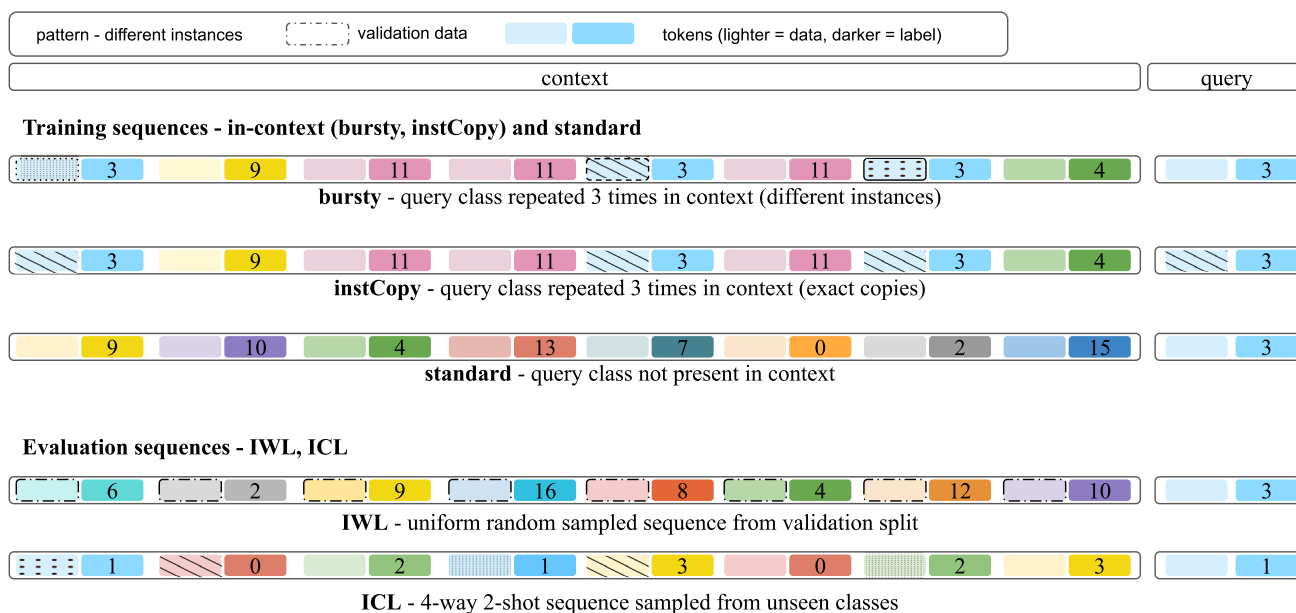 pattern - different instances validation data tokens (lighter = data, darker = label)
context query
Training sequences - in-context (bursty, instCopy) and standard
3 9 11 11 3 11 3 4 3
bursty - query class repeated 3 times in context (different instances)
3 9 11 11 3 11 3 4 3
instCopy - query class repeated 3 times in context (exact copies)
9 10 4 13 7 0 2 15 3
standard - query class not present in context
Evaluation sequences - IWL, ICL
6 2 9 16 8 4 12 10 3
IWL - uniform random sampled sequence from validation split
1 0 2 1 3 0 2 3 1
ICL - 4-way 2-shot sequence sampled from unseen classes